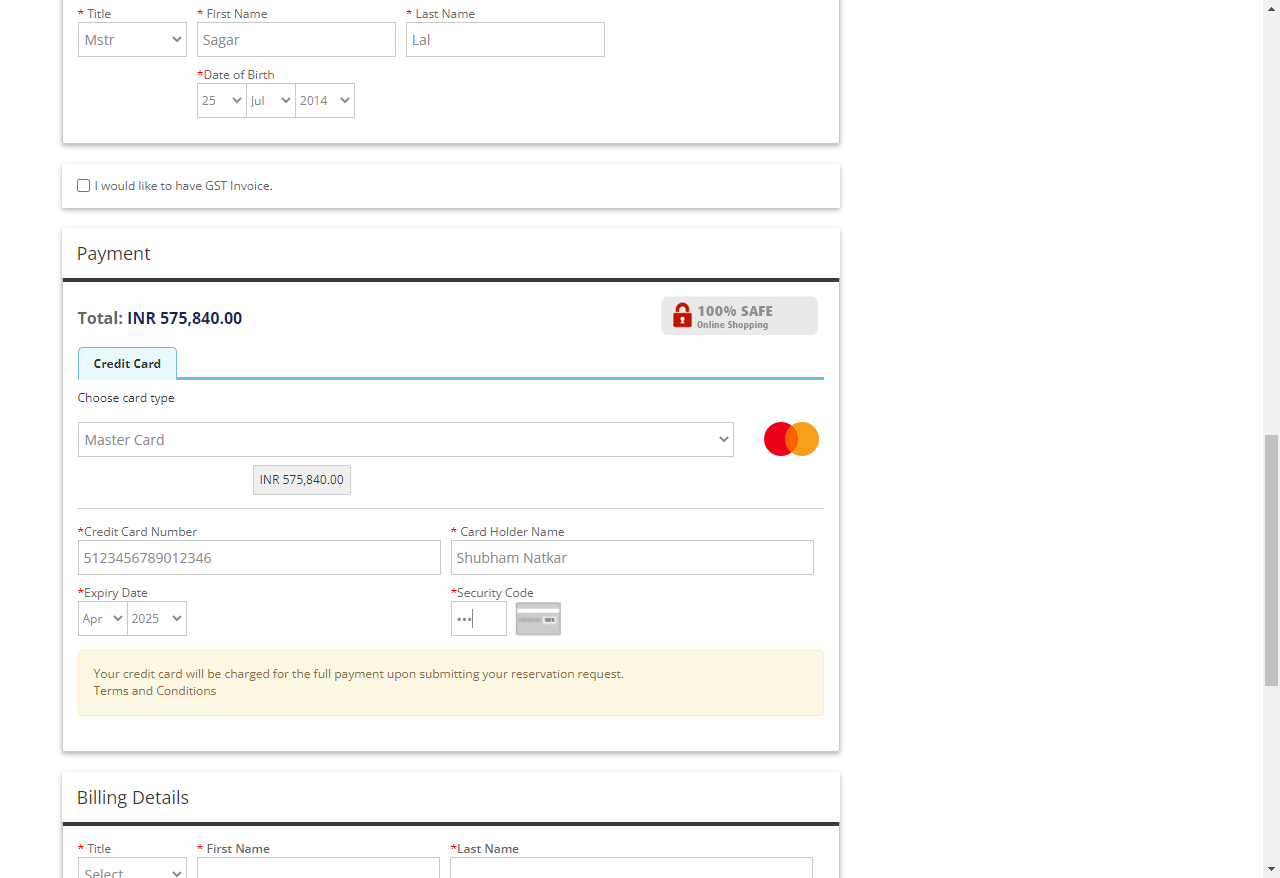 * Title * First Name * Last Name
Mstr Sagar Lal
*Date of Birth
25 Jul 2014
I would like to have GST Invoice.
Payment
Total: INR 575,840.00
100% SAFE
Online Shopping
Credit Card
Choose card type
Master Card
INR 575,840.00
*Credit Card Number * Card Holder Name
5123456789012346 Shubham Natkar
*Expiry Date *Security Code
Apr 2025 •••
Your credit card will be charged for the full payment upon submitting your reservation request.
Terms and Conditions
Billing Details
* Title * First Name *Last Name
Select